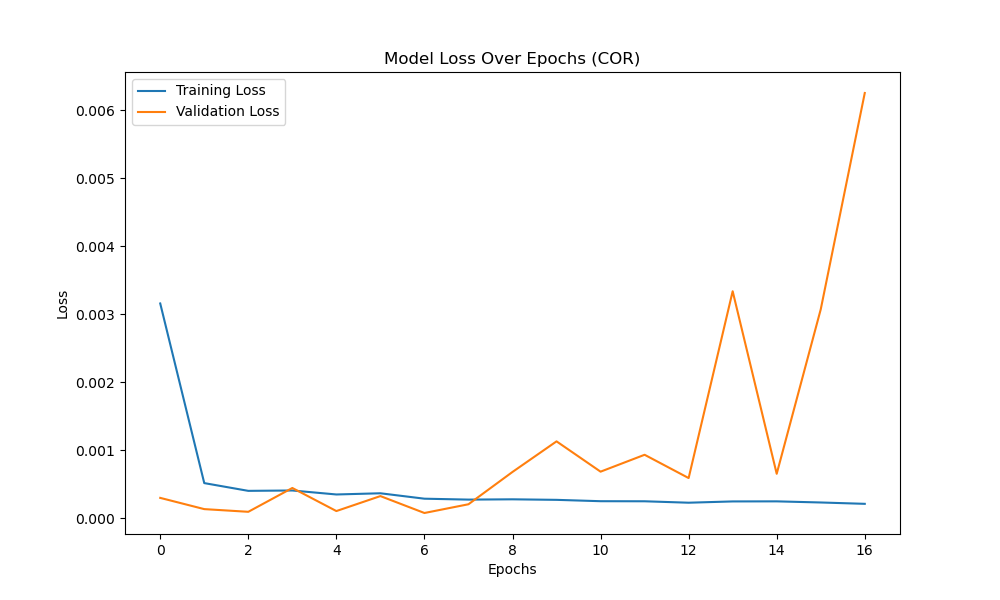 Model Loss Over Epochs (COR)
Training Loss
Validation Loss
0.006
0.005
0.004
0.003
0.002
0.001
0.000
Loss
0 2 4 6 8 10 12 14 16
Epochs